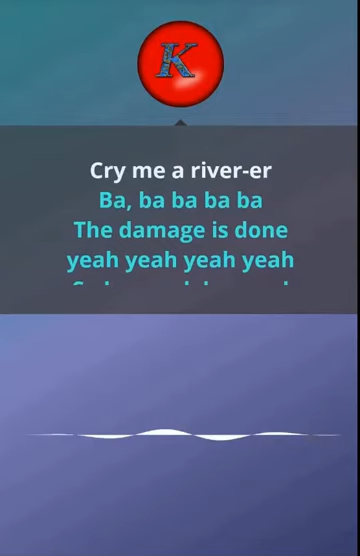 K
Cry me a river-er
Ba, ba ba ba ba
The damage is done
yeah yeah yeah yeah